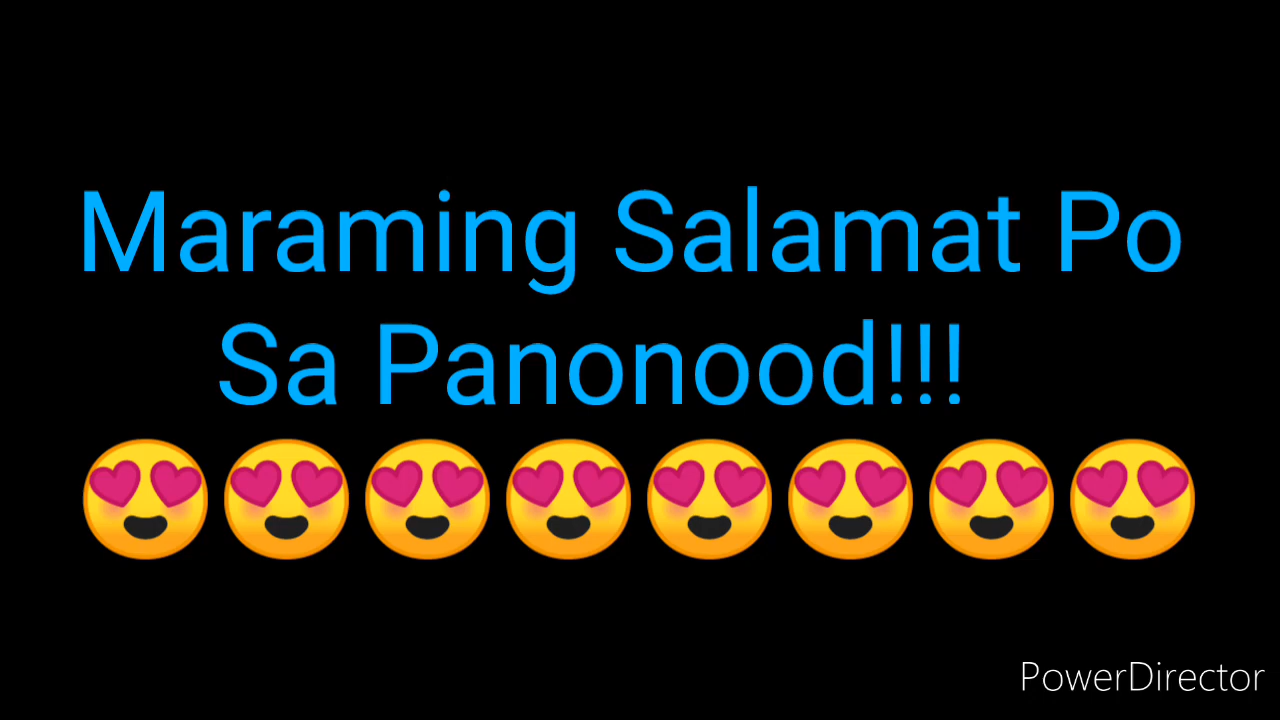 Maraming Salamat Po
Sa Panonood!!!
😍😍😍😍😍😍😍😍
PowerDirector